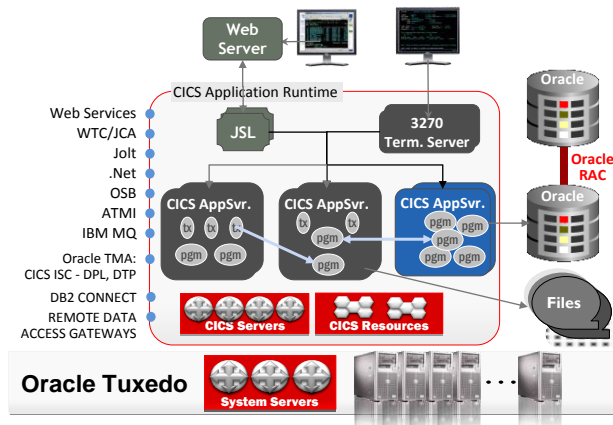 Web
Server
CICS Application Runtime
JSL
3270
Term. Server
Web Services
WTC/JCA
Jolt
.Net
OSB
ATMI
IBM MQ
Oracle TMA:
CICS ISC - DPL, DTP
DB2 CONNECT
REMOTE DATA
ACCESS GATEWAYS
CICS AppSvr.
tx tx tx
pgm pgm
CICS AppSvr.
tx tx
pgm
pgm
CICS AppSvr.
pgm pgm
pgm
pgm pgm
CICS Servers
CICS Resources
Oracle
Oracle
RAC
Oracle
Files
Oracle Tuxedo
System Servers